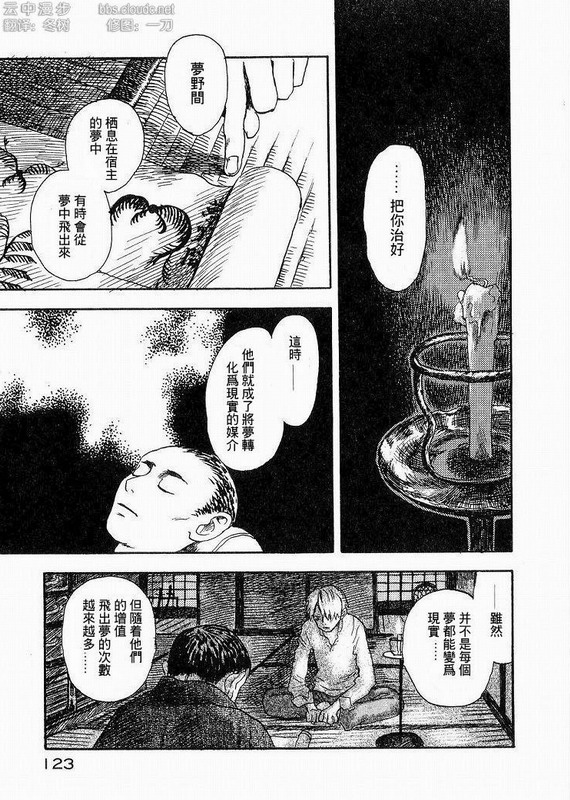 云中漫步 bbs.cloudc.net
翻译：冬树 修图：一刀
……把你治好
夢野間
栖息在宿主
的夢中
有時會從
夢中飛出來
這時——
他們就成了將夢轉
化爲現實的媒介
——雖然
并不是每個
夢都能變爲
現實……
但隨着他們
的增值
飛出夢的次數
越來越多……
123